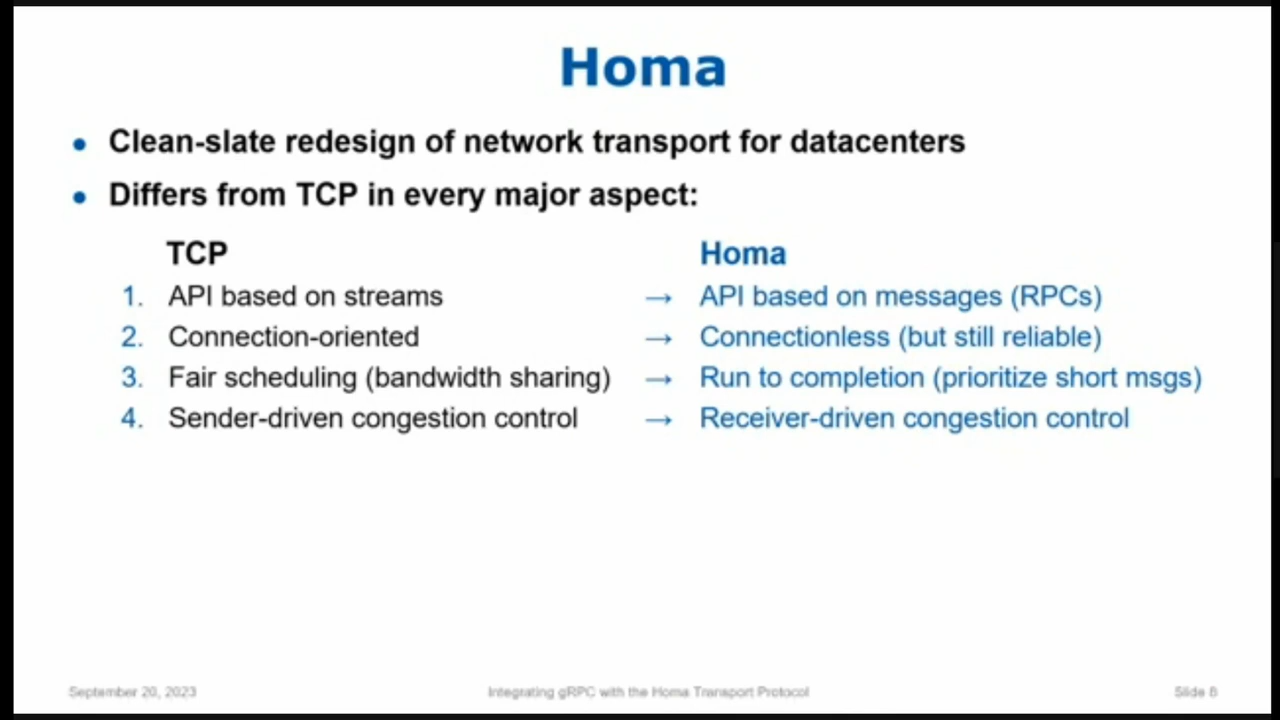 Homa
• Clean-slate redesign of network transport for datacenters
• Differs from TCP in every major aspect:
TCP Homa
1. API based on streams → API based on messages (RPCs)
2. Connection-oriented → Connectionless (but still reliable)
3. Fair scheduling (bandwidth sharing) → Run to completion (prioritize short msgs)
4. Sender-driven congestion control → Receiver-driven congestion control
September 20, 2023 Integrating gRPC with the Homa Transport Protocol Slide